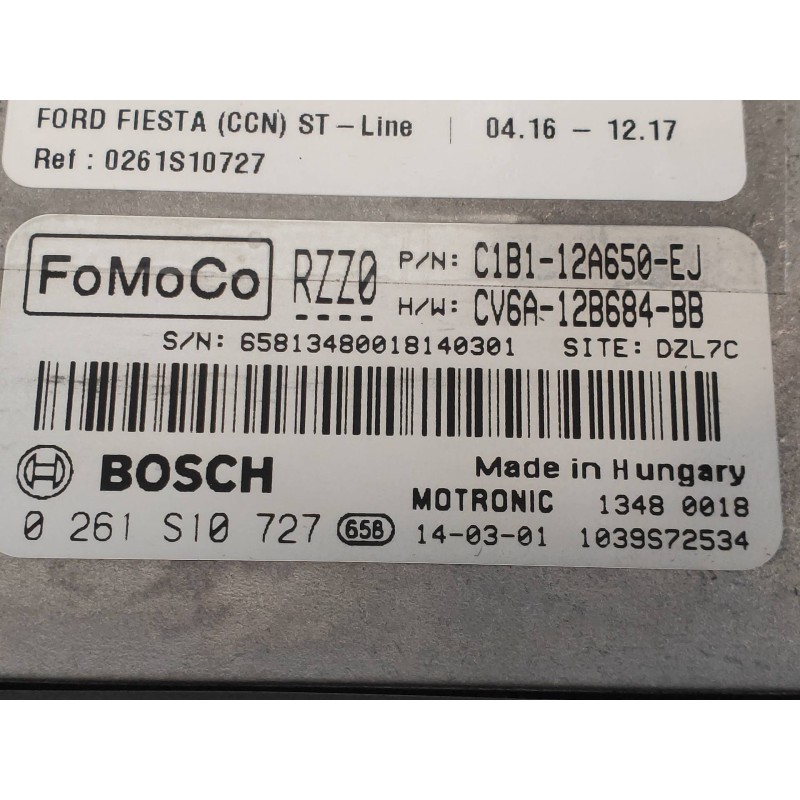 FORD FIESTA (CCN) ST-Line | 04.16 - 12.17
Ref : 0261S10727
FoMoCo RZZ0 P/N: C1B1-12A650-EJ
H/W: CV6A-12B684-BB
S/N: 65813480018140301 SITE: DZL7C
BOSCH Made in Hungary
MOTRONIC 1348 0018
0 261 S10 727 658 14-03-01 1039S72534